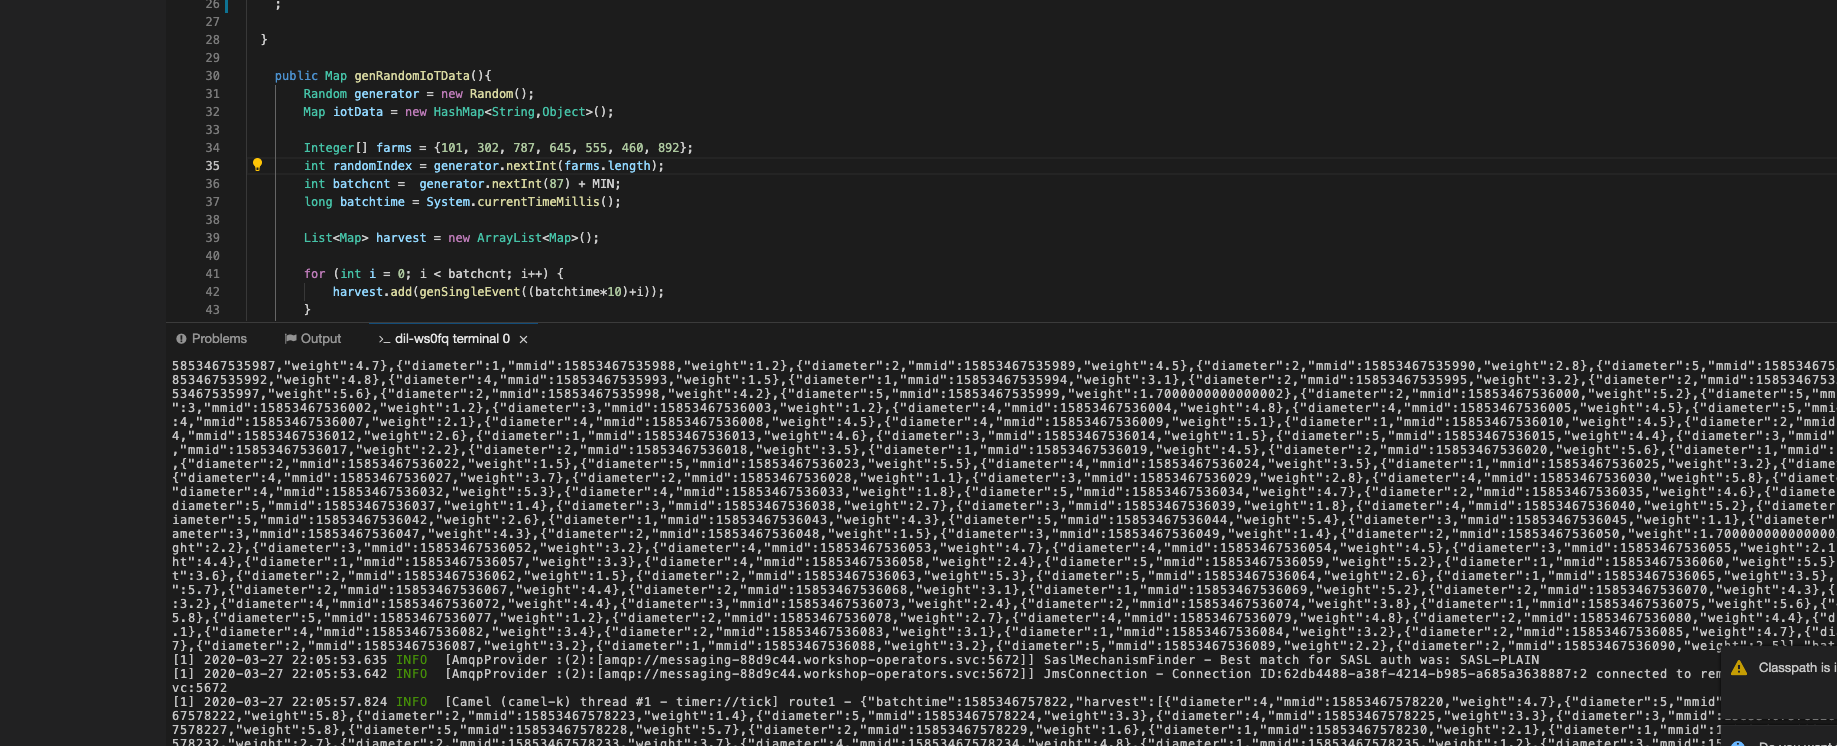 26 ;
27
28 }
29
30 public Map genRandomIoTData(){
31 Random generator = new Random();
32 Map iotData = new HashMap<String,Object>();
33
34 Integer[] farms = {101, 302, 787, 645, 555, 460, 892};
35 int randomIndex = generator.nextInt(farms.length);
36 int batchcnt =  generator.nextInt(87) + MIN;
37 long batchtime = System.currentTimeMillis();
38
39 List<Map> harvest = new ArrayList<Map>();
40
41 for (int i = 0; i < batchcnt; i++) {
42 harvest.add(genSingleEvent((batchtime*10)+i));
43 }
Problems Output >_ dil-ws0fq terminal 0 ×
5853467535987,"weight":4.7},{"diameter":1,"mmid":15853467535988,"weight":1.2},{"diameter":2,"mmid":15853467535989,"weight":4.5},{"diameter":2,"mmid":15853467535990,"weight":2.8},{"diameter":5,"mmid":158534675
853467535992,"weight":4.8},{"diameter":4,"mmid":15853467535993,"weight":1.5},{"diameter":1,"mmid":15853467535994,"weight":3.1},{"diameter":2,"mmid":15853467535995,"weight":3.2},{"diameter":2,"mmid":158534675
53467535997,"weight":5.6},{"diameter":2,"mmid":15853467535998,"weight":4.2},{"diameter":5,"mmid":15853467535999,"weight":1.7000000000000002},{"diameter":2,"mmid":15853467536000,"weight":5.2},{"diameter":5,"m
":3,"mmid":15853467536002,"weight":1.2},{"diameter":3,"mmid":15853467536003,"weight":1.2},{"diameter":4,"mmid":15853467536004,"weight":4.8},{"diameter":4,"mmid":15853467536005,"weight":4.5},{"diameter":5,"mm
:4,"mmid":15853467536007,"weight":2.1},{"diameter":4,"mmid":15853467536008,"weight":4.5},{"diameter":4,"mmid":15853467536009,"weight":5.1},{"diameter":1,"mmid":15853467536010,"weight":4.5},{"diameter":2,"mmid
4,"mmid":15853467536012,"weight":2.6},{"diameter":1,"mmid":15853467536013,"weight":4.6},{"diameter":3,"mmid":15853467536014,"weight":1.5},{"diameter":5,"mmid":15853467536015,"weight":4.4},{"diameter":3,"mmid"
,"mmid":15853467536017,"weight":2.2},{"diameter":2,"mmid":15853467536018,"weight":3.5},{"diameter":1,"mmid":15853467536019,"weight":4.5},{"diameter":2,"mmid":15853467536020,"weight":5.6},{"diameter":1,"mmid":
,{"diameter":2,"mmid":15853467536022,"weight":1.5},{"diameter":5,"mmid":15853467536023,"weight":5.5},{"diameter":4,"mmid":15853467536024,"weight":3.5},{"diameter":1,"mmid":15853467536025,"weight":3.2},{"diame
{"diameter":4,"mmid":15853467536027,"weight":3.7},{"diameter":2,"mmid":15853467536028,"weight":1.1},{"diameter":3,"mmid":15853467536029,"weight":2.8},{"diameter":4,"mmid":15853467536030,"weight":5.8},{"diamet
"diameter":4,"mmid":15853467536032,"weight":5.3},{"diameter":4,"mmid":15853467536033,"weight":1.8},{"diameter":5,"mmid":15853467536034,"weight":4.7},{"diameter":2,"mmid":15853467536035,"weight":4.6},{"diamete
diameter":5,"mmid":15853467536037,"weight":1.4},{"diameter":3,"mmid":15853467536038,"weight":2.7},{"diameter":3,"mmid":15853467536039,"weight":1.8},{"diameter":4,"mmid":15853467536040,"weight":5.2},{"diameter
iameter":5,"mmid":15853467536042,"weight":2.6},{"diameter":1,"mmid":15853467536043,"weight":4.3},{"diameter":5,"mmid":15853467536044,"weight":5.4},{"diameter":3,"mmid":15853467536045,"weight":1.1},{"diameter"
ameter":3,"mmid":15853467536047,"weight":4.3},{"diameter":2,"mmid":15853467536048,"weight":1.5},{"diameter":3,"mmid":15853467536049,"weight":1.4},{"diameter":2,"mmid":15853467536050,"weight":1.700000000000000
ght":2.2},{"diameter":3,"mmid":15853467536052,"weight":3.2},{"diameter":4,"mmid":15853467536053,"weight":4.7},{"diameter":4,"mmid":15853467536054,"weight":4.5},{"diameter":3,"mmid":15853467536055,"weight":2.1
ht":4.4},{"diameter":1,"mmid":15853467536057,"weight":3.3},{"diameter":4,"mmid":15853467536058,"weight":2.4},{"diameter":5,"mmid":15853467536059,"weight":5.2},{"diameter":1,"mmid":15853467536060,"weight":5.5}
t":3.6},{"diameter":2,"mmid":15853467536062,"weight":1.5},{"diameter":2,"mmid":15853467536063,"weight":5.3},{"diameter":5,"mmid":15853467536064,"weight":2.6},{"diameter":1,"mmid":15853467536065,"weight":3.5},
":5.7},{"diameter":2,"mmid":15853467536067,"weight":4.4},{"diameter":2,"mmid":15853467536068,"weight":3.1},{"diameter":1,"mmid":15853467536069,"weight":5.2},{"diameter":2,"mmid":15853467536070,"weight":4.3},{
:3.2},{"diameter":4,"mmid":15853467536072,"weight":4.4},{"diameter":3,"mmid":15853467536073,"weight":2.4},{"diameter":2,"mmid":15853467536074,"weight":3.8},{"diameter":1,"mmid":15853467536075,"weight":5.6},{"
5.8},{"diameter":5,"mmid":15853467536077,"weight":1.2},{"diameter":2,"mmid":15853467536078,"weight":2.7},{"diameter":4,"mmid":15853467536079,"weight":4.8},{"diameter":2,"mmid":15853467536080,"weight":4.4},{"d
.1},{"diameter":4,"mmid":15853467536082,"weight":3.4},{"diameter":2,"mmid":15853467536083,"weight":3.1},{"diameter":1,"mmid":15853467536084,"weight":3.2},{"diameter":2,"mmid":15853467536085,"weight":4.7},{"di
7},{"diameter":2,"mmid":15853467536087,"weight":3.2},{"diameter":1,"mmid":15853467536088,"weight":3.2},{"diameter":5,"mmid":15853467536089,"weight":2.2},{"diameter":2,"mmid":15853467536090,"weight":2.5}],"bat
[1] 2020-03-27 22:05:53.635 INFO  [AmqpProvider :(2):[amqp://messaging-88d9c44.workshop-operators.svc:5672]] SaslMechanismFinder - Best match for SASL auth was: SASL-PLAIN
[1] 2020-03-27 22:05:53.642 INFO  [AmqpProvider :(2):[amqp://messaging-88d9c44.workshop-operators.svc:5672]] JmsConnection - Connection ID:62db4488-a38f-4214-b985-a685a3638887:2 connected to rem
vc:5672
[1] 2020-03-27 22:05:57.824 INFO  [Camel (camel-k) thread #1 - timer://tick] route1 - {"batchtime":1585346757822,"harvest":[{"diameter":4,"mmid":15853467578220,"weight":4.7},{"diameter":5,"mmid"
67578222,"weight":5.8},{"diameter":2,"mmid":15853467578223,"weight":1.4},{"diameter":5,"mmid":15853467578224,"weight":3.3},{"diameter":4,"mmid":15853467578225,"weight":3.3},{"diameter":3,"mmid":
7578227,"weight":5.8},{"diameter":5,"mmid":15853467578228,"weight":5.7},{"diameter":2,"mmid":15853467578229,"weight":1.6},{"diameter":1,"mmid":15853467578230,"weight":2.1},{"diameter":1,"mmid":1
578232,"weight":2.7},{"diameter":2,"mmid":15853467578233,"weight":3.7},{"diameter":4,"mmid":15853467578234,"weight":4.8},{"diameter":4,"mmid":15853467578235,"weight":1.2},{"diameter":3,"mmid":15
Classpath is i
Do you want